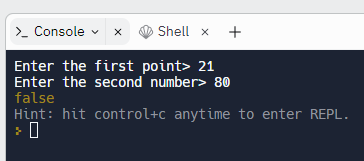 Console
Shell
Enter the first point> 21
Enter the second number> 80
false
Hint: hit control+c anytime to enter REPL.